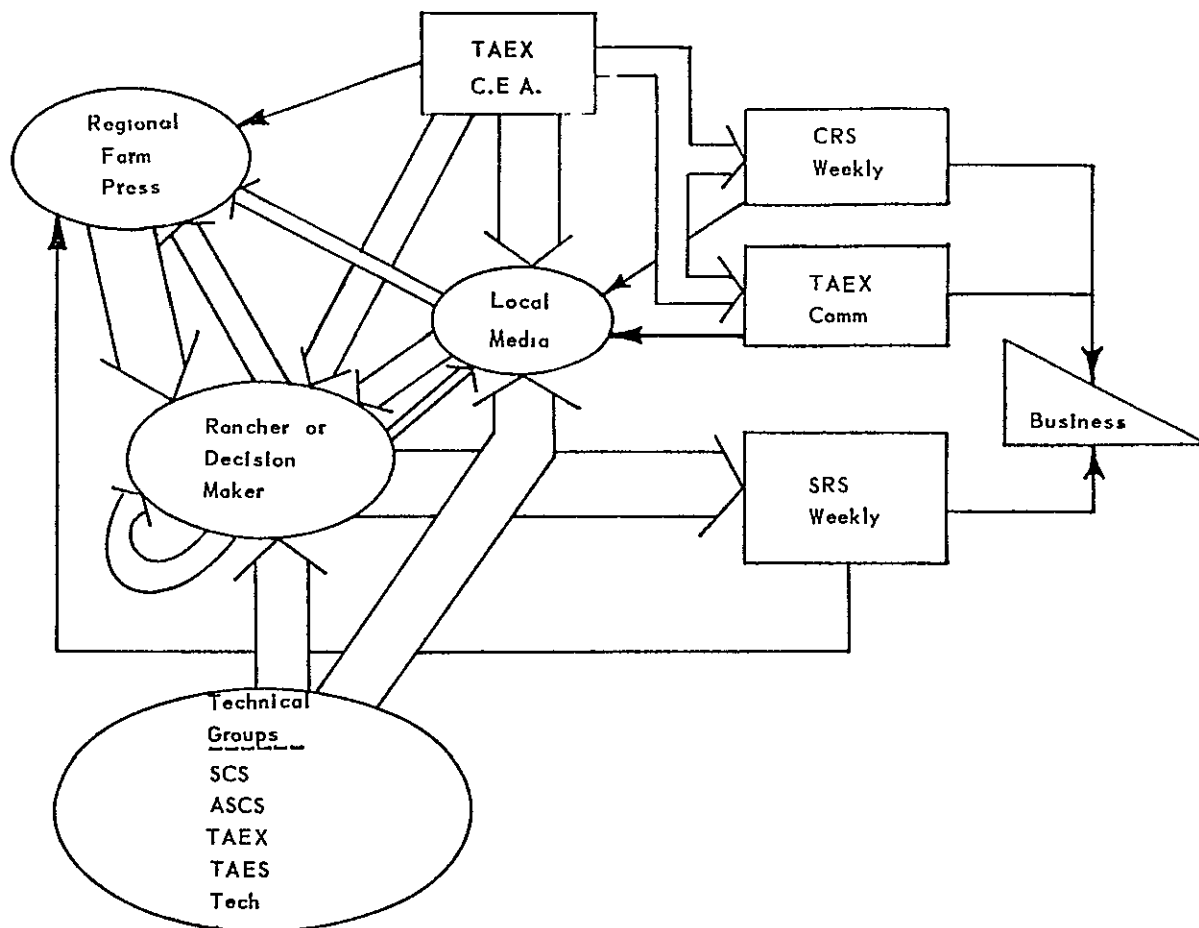 TAEX
C.E A.
Regional
Farm
Press
CRS
Weekly
TAEX
Comm
Local
Media
Business
Rancher or
Decision
Maker
SRS
Weekly
Technical
Groups
SCS
ASCS
TAEX
TAES
Tech